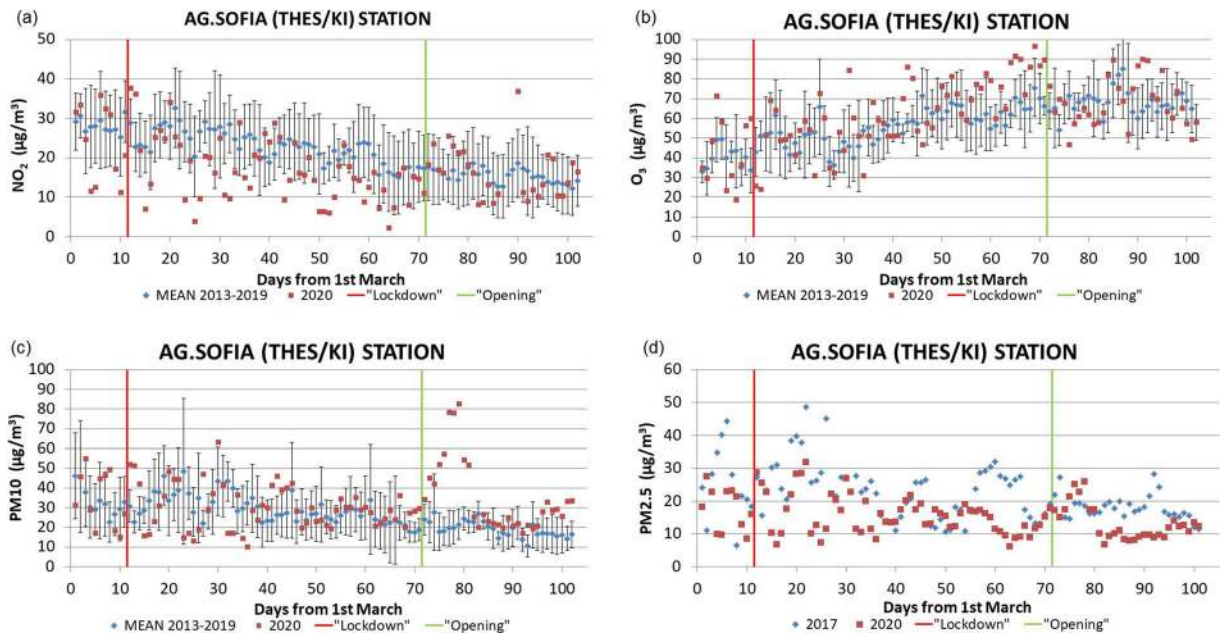 (a)
AG.SOFIA (THES/KI) STATION
NO2 (μg/m³)
50
40
30
20
10
0
0 10 20 30 40 50 60 70 80 90 100
Days from 1st March
MEAN 2013-2019 2020 "Lockdown" "Opening"
(b)
AG.SOFIA (THES/KI) STATION
O3 (μg/m³)
100
90
80
70
60
50
40
30
20
10
0
0 10 20 30 40 50 60 70 80 90 100
Days from 1st March
MEAN 2013-2019 2020 "Lockdown" "Opening"
(c)
AG.SOFIA (THES/KI) STATION
PM10 (μg/m³)
100
90
80
70
60
50
40
30
20
10
0
0 10 20 30 40 50 60 70 80 90 100
Days from 1st March
MEAN 2013-2019 2020 "Lockdown" "Opening"
(d)
AG.SOFIA (THES/KI) STATION
PM2.5 (μg/m³)
60
50
40
30
20
10
0
0 10 20 30 40 50 60 70 80 90 100
Days from 1st March
2017 2020 "Lockdown" "Opening"